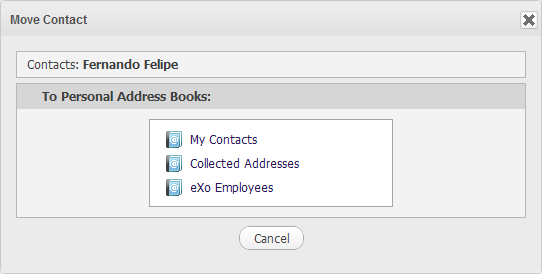 Move Contact
Contacts: Fernando Felipe
To Personal Address Books:
My Contacts
Collected Addresses
eXo Employees
Cancel